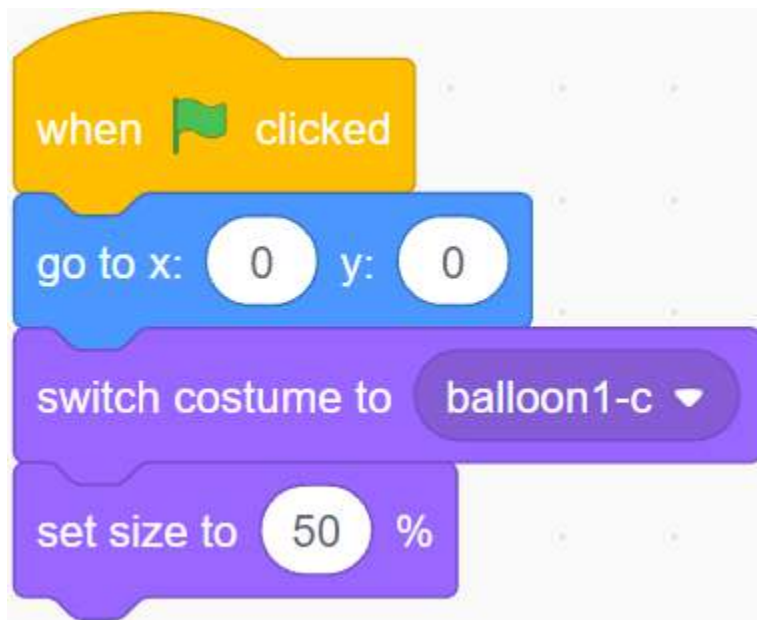 when clicked
go to x: 0 y: 0
switch costume to balloon1-c
set size to 50 %